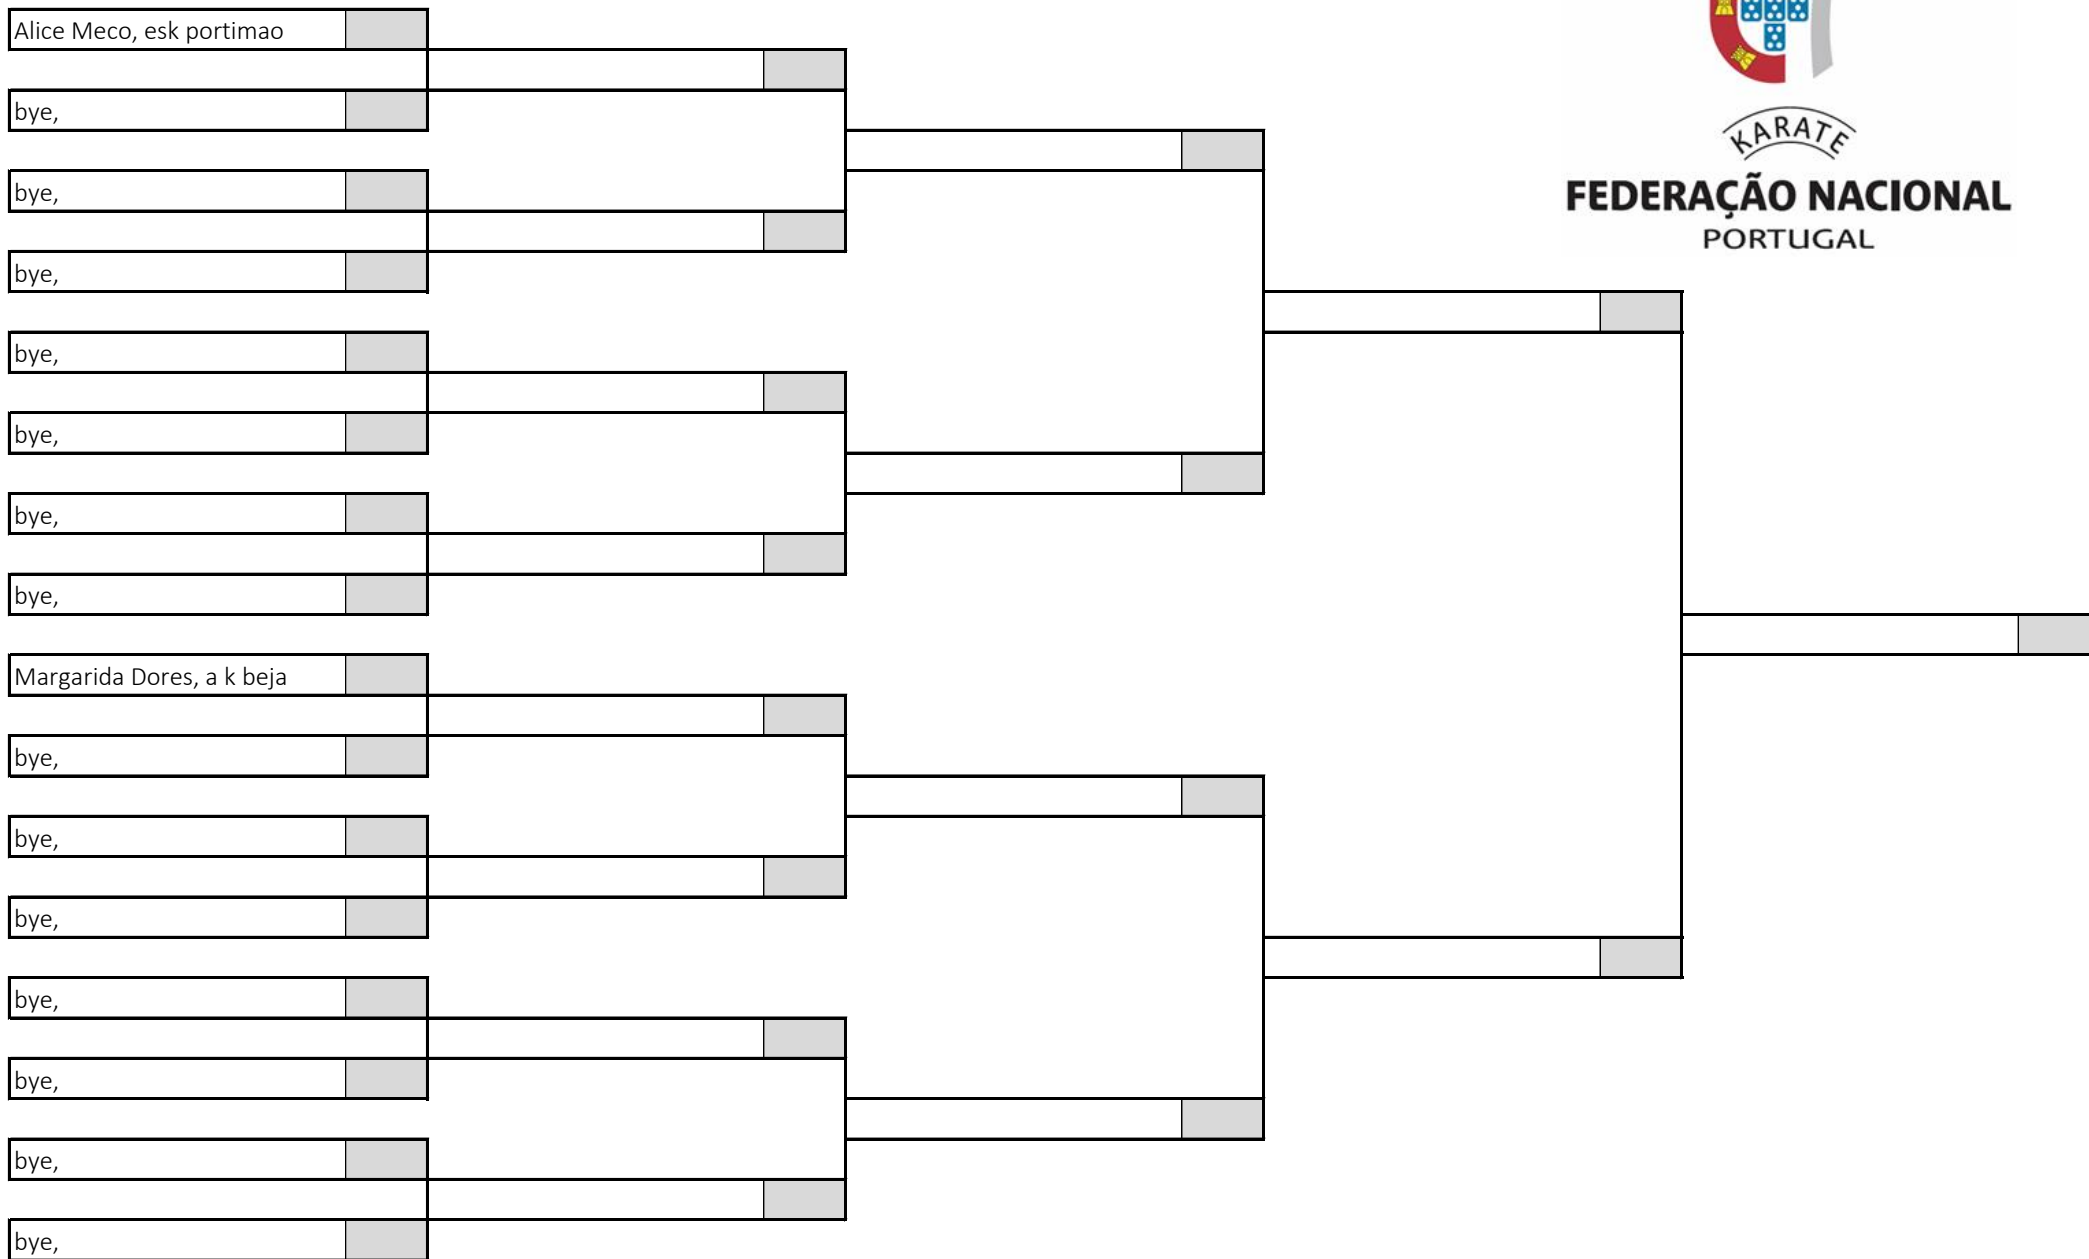 Alice Meco, esk portimao
bye,
bye,
bye,
bye,
bye,
bye,
bye,
Margarida Dores, a k beja
bye,
bye,
bye,
bye,
bye,
bye,
bye,
KARATE
FEDERAÇÃO NACIONAL
PORTUGAL